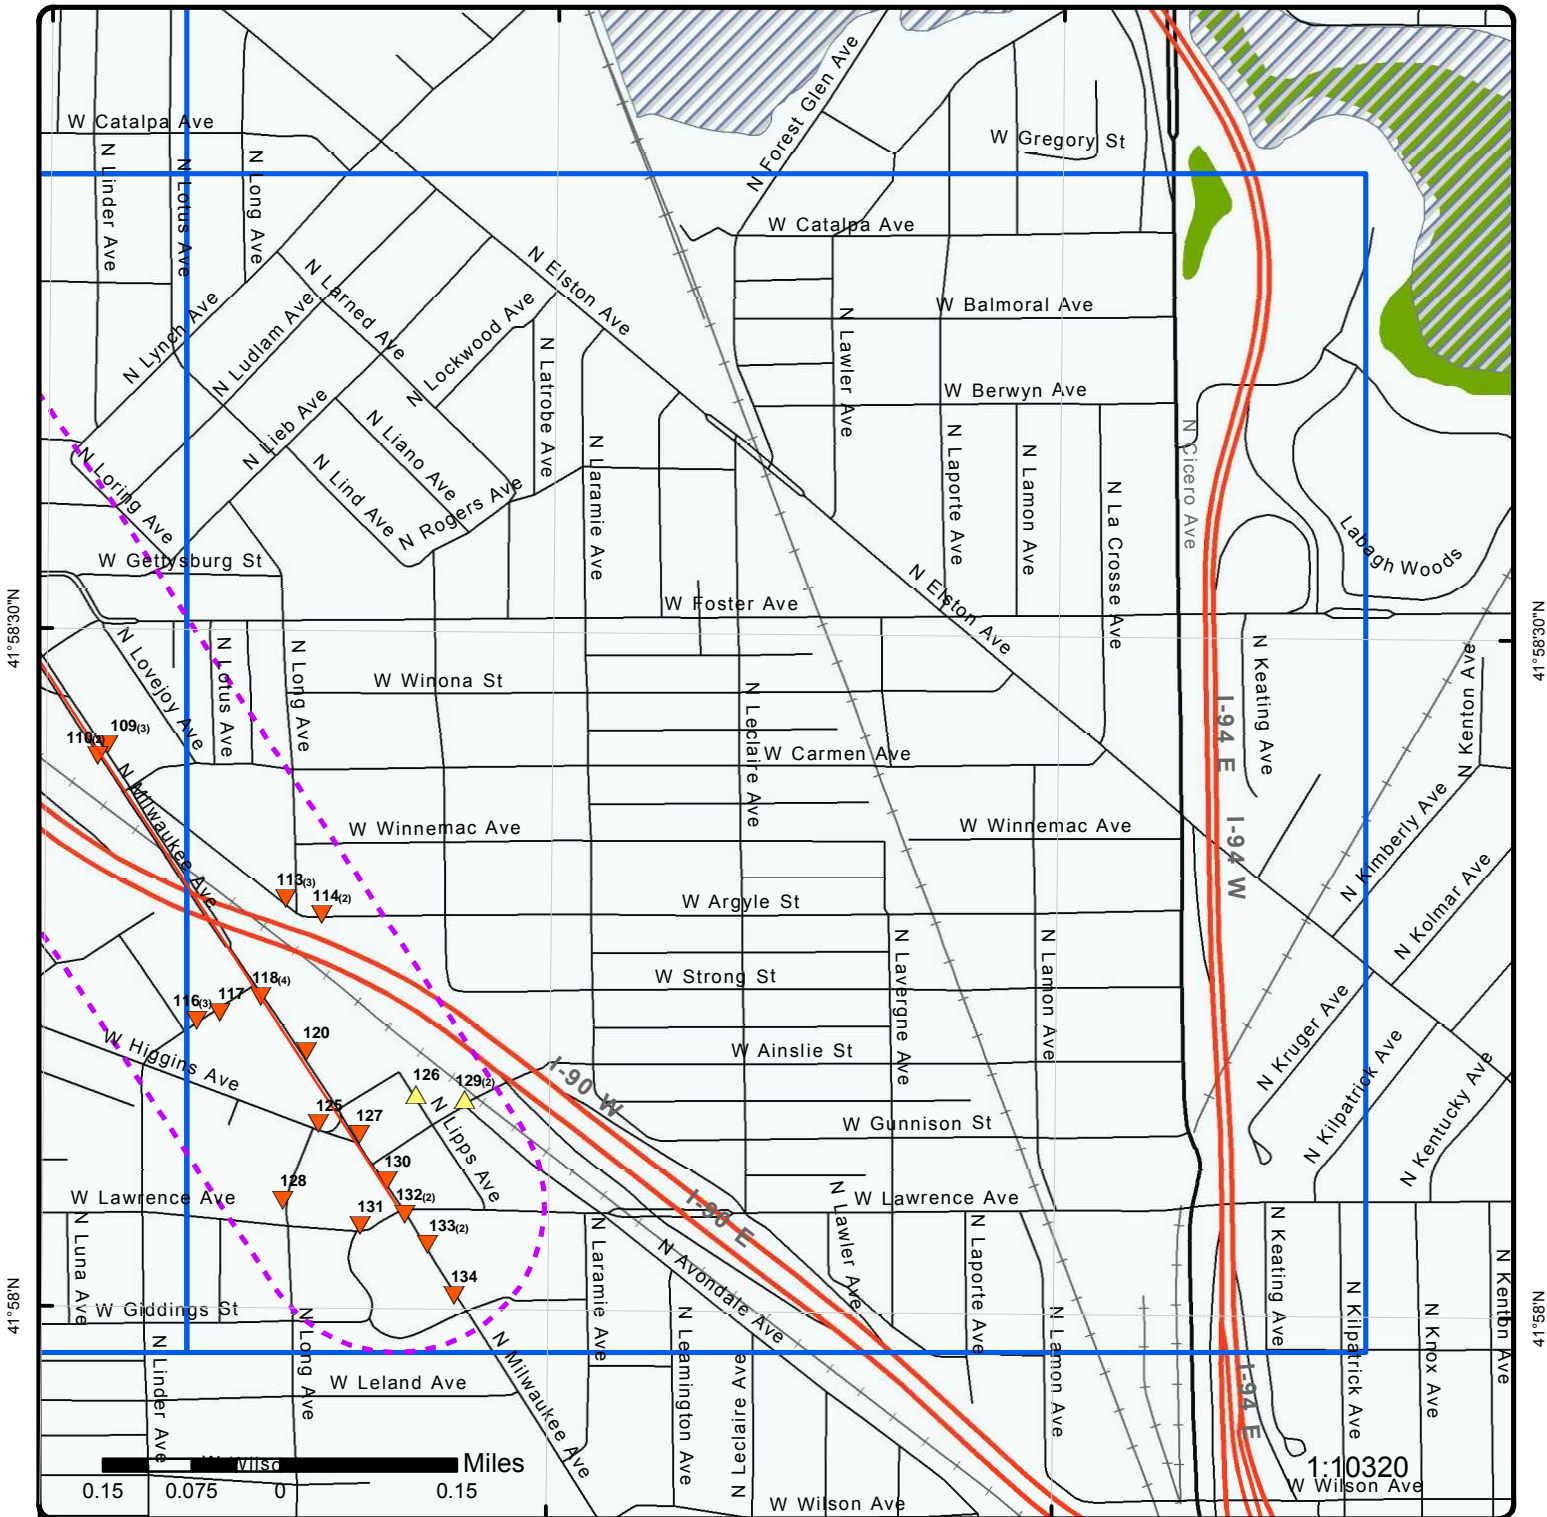 W Catalpa Ave
N Linder Ave
N Lotus Ave
N Long Ave
N Forest Glen Ave
W Gregory St
W Catalpa Ave
N Elston Ave
N Lynch Ave
N Ludlam Ave
N Larned Ave
N Lockwood Ave
N Latrobe Ave
W Balmoral Ave
N Lawler Ave
W Berwyn Ave
N Lieb Ave
N Liano Ave
N Lind Ave
N Rogers Ave
N Loring Ave
N Laramie Ave
N Laporte Ave
N Lamon Ave
N La Crosse Ave
N Cicero Ave
Labagh Woods
W Gettysburg St
W Foster Ave
N Elston Ave
41°58'30"N
41°58'30"N
N Lovejoy Ave
N Lotus Ave
N Long Ave
W Winona St
N Leclaire Ave
W Carmen Ave
N Keating Ave
N Kenton Ave
I-94 E
109(3)
110(2)
N Milwaukee Ave
W Winnemac Ave
W Winnemac Ave
I-94 W
N Kimberly Ave
N Kolmar Ave
113(3)
114(2)
W Argyle St
W Strong St
N Lavergne Ave
N Lamon Ave
118(4)
116(3)
117
120
W Higgins Ave
W Ainslie St
N Kruger Ave
N Kilpatrick Ave
N Kentucky Ave
I-90 W
126
129(2)
125
127
N Lipps Ave
W Gunnison St
130
128
132(2)
131
133(2)
134
W Lawrence Ave
W Lawrence Ave
I-90 E
N Luna Ave
N Avondale Ave
N Laramie Ave
N Lawler Ave
N Laporte Ave
N Keating Ave
N Kilpatrick Ave
N Knox Ave
N Kenton Ave
41°58'N
41°58'N
W Giddings St
N Linder Ave
N Long Ave
N Milwaukee Ave
N Leamington Ave
N Leclaire Ave
N Lamon Ave
I-94 E
W Leland Ave
W Wilso
Miles
0.15 0.075 0 0.15
1:10320
W Wilson Ave
W Wilson Ave